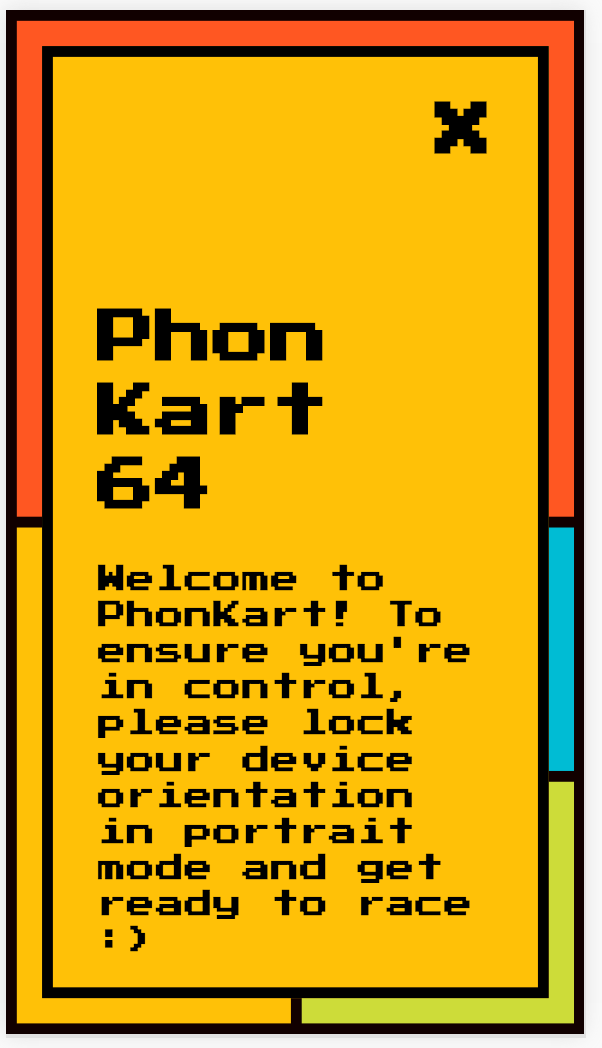 x
Phon
Kart
64
Welcome to
PhonKart! To
ensure you're
in control,
please lock
your device
orientation
in portrait
mode and get
ready to race
:)